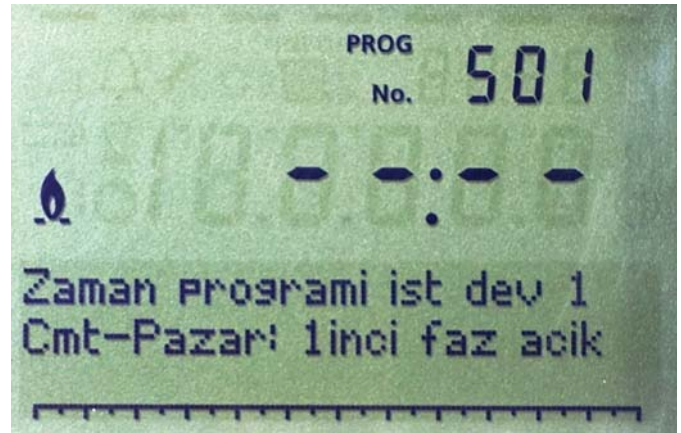 PROG
No. 501
- -:- -
Zaman programi ist dev 1
Cmt-Pazar: 1inci faz acik